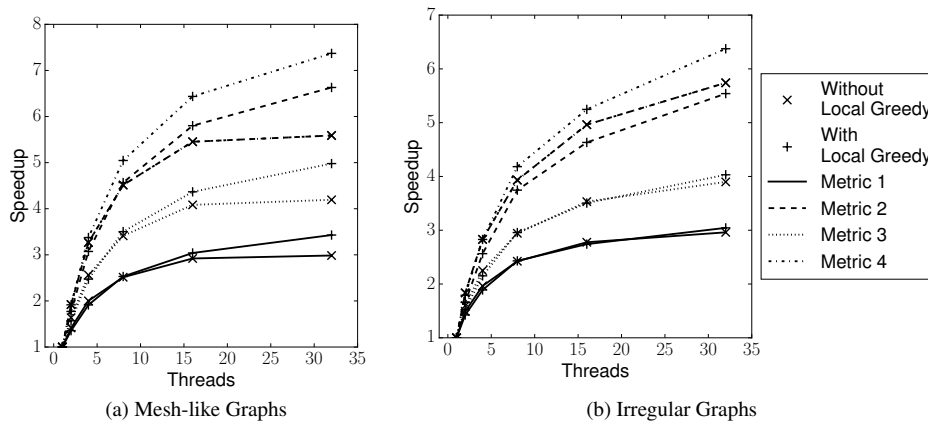 8
7
6
5
4
3
2
1
Speedup
0 5 10 15 20 25 30 35
Threads
(a) Mesh-like Graphs
7
6
5
4
3
2
1
Speedup
0 5 10 15 20 25 30 35
Threads
(b) Irregular Graphs
Without
Local Greedy
With
Local Greedy
Metric 1
Metric 2
Metric 3
Metric 4